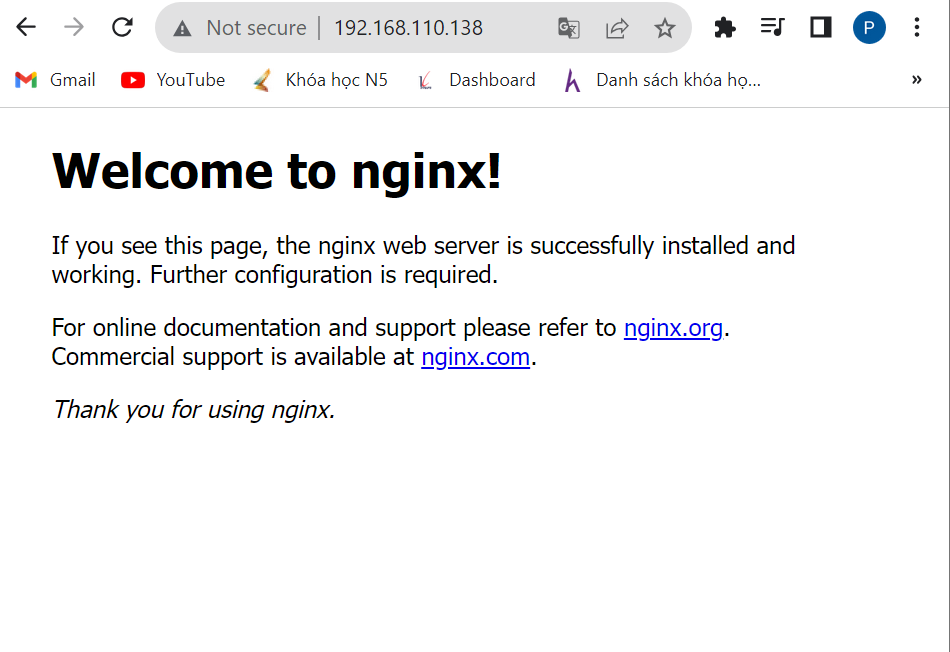 Not secure | 192.168.110.138
P
Gmail YouTube Khóa học N5 Dashboard Danh sách khóa họ... »
Welcome to nginx!
If you see this page, the nginx web server is successfully installed and
working. Further configuration is required.
For online documentation and support please refer to nginx.org.
Commercial support is available at nginx.com.
Thank you for using nginx.